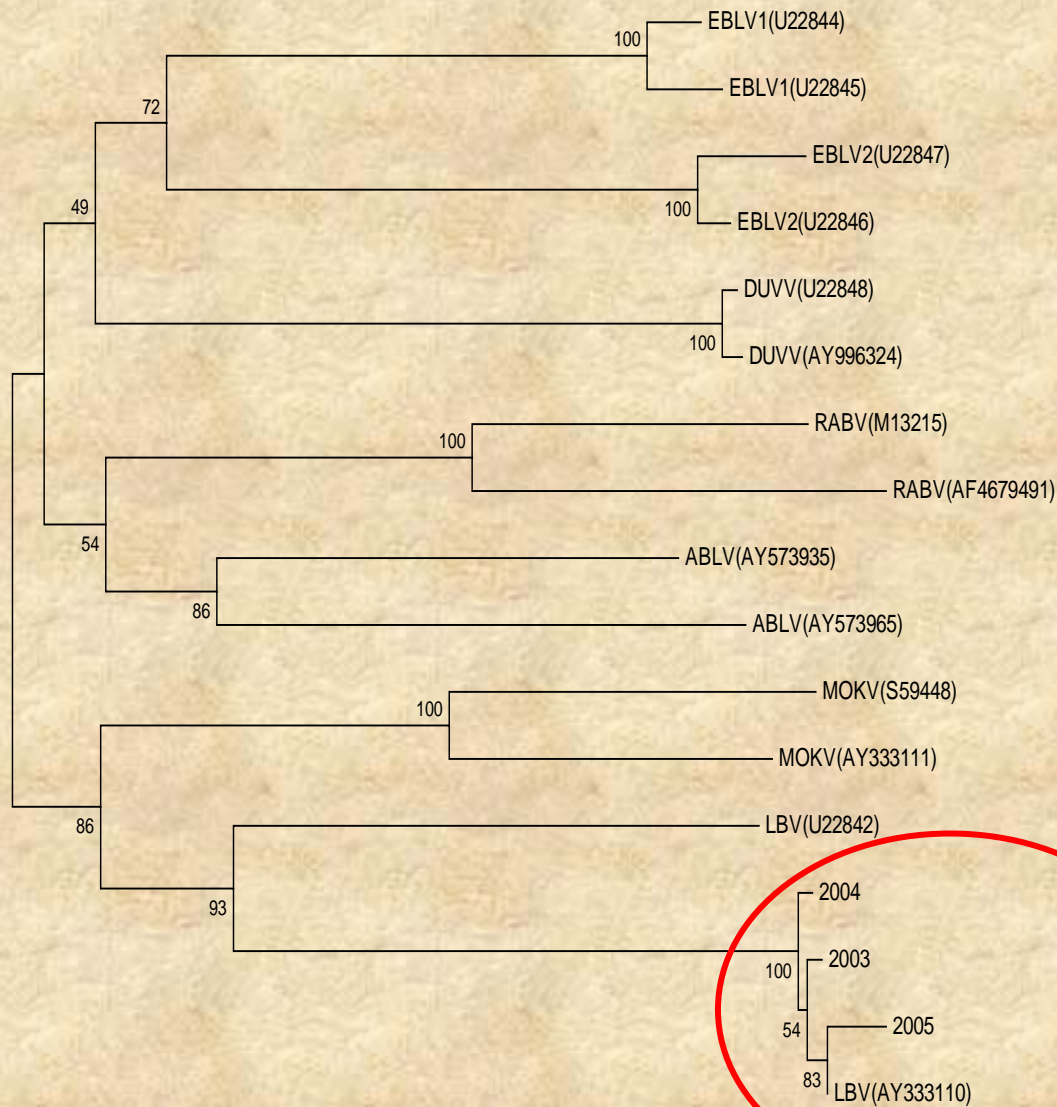 EBLV1(U22844)
100
EBLV1(U22845)
72
EBLV2(U22847)
49
100
EBLV2(U22846)
DUVV(U22848)
100
DUVV(AY996324)
RABV(M13215)
100
RABV(AF4679491)
54
ABLV(AY573935)
86
ABLV(AY573965)
MOKV(S59448)
100
MOKV(AY333111)
86
LBV(U22842)
93
2004
100
2003
54
2005
83
LBV(AY333110)